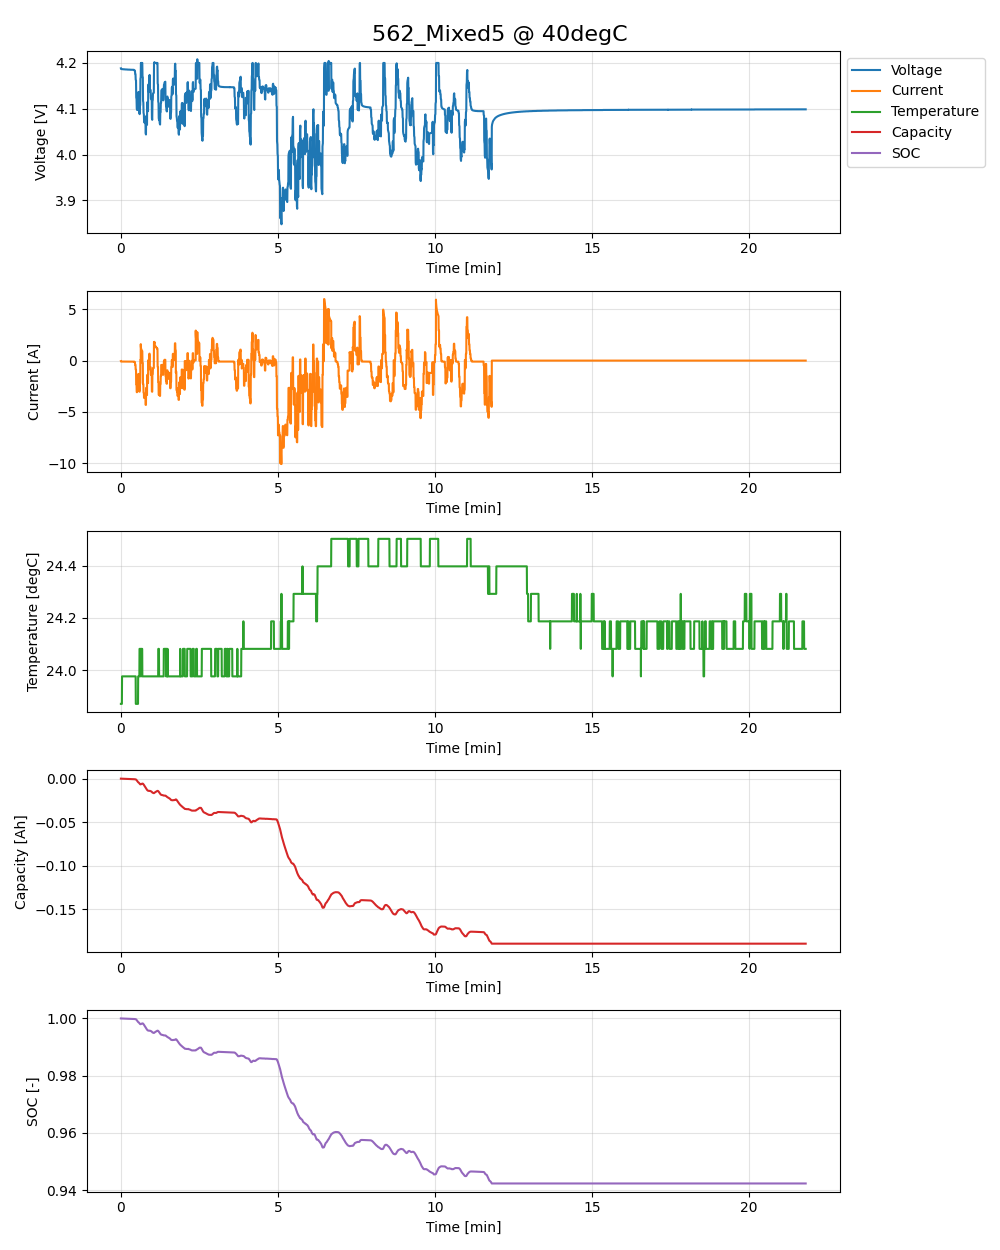 562_Mixed5 @ 40degC
Voltage [V]
4.2
4.1
4.0
3.9
0 5 10 15 20
Time [min]
Voltage
Current
Temperature
Capacity
SOC
Current [A]
5
0
−5
−10
0 5 10 15 20
Time [min]
Temperature [degC]
24.4
24.2
24.0
0 5 10 15 20
Time [min]
Capacity [Ah]
0.00
−0.05
−0.10
−0.15
0 5 10 15 20
Time [min]
SOC [-]
1.00
0.98
0.96
0.94
0 5 10 15 20
Time [min]